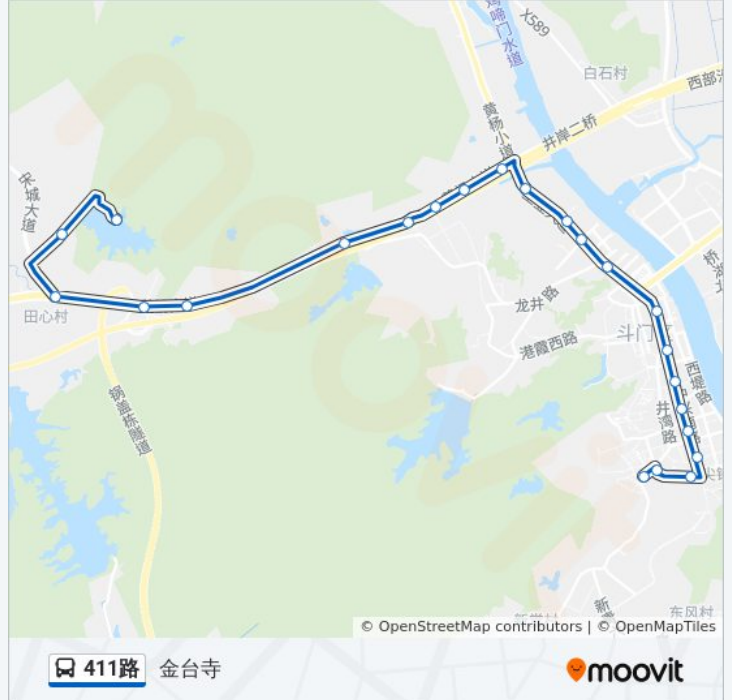 鸡啼门水道
X589
白石村
西部沿
黄杨小道
井岸二桥
宋城大道
龙井路
田心村
斗门
港霞西路
西堤路
井湾路
锅盖栋隧道
东风村
© OpenStreetMap contributors | © OpenMapTiles
411路 金台寺
moovit